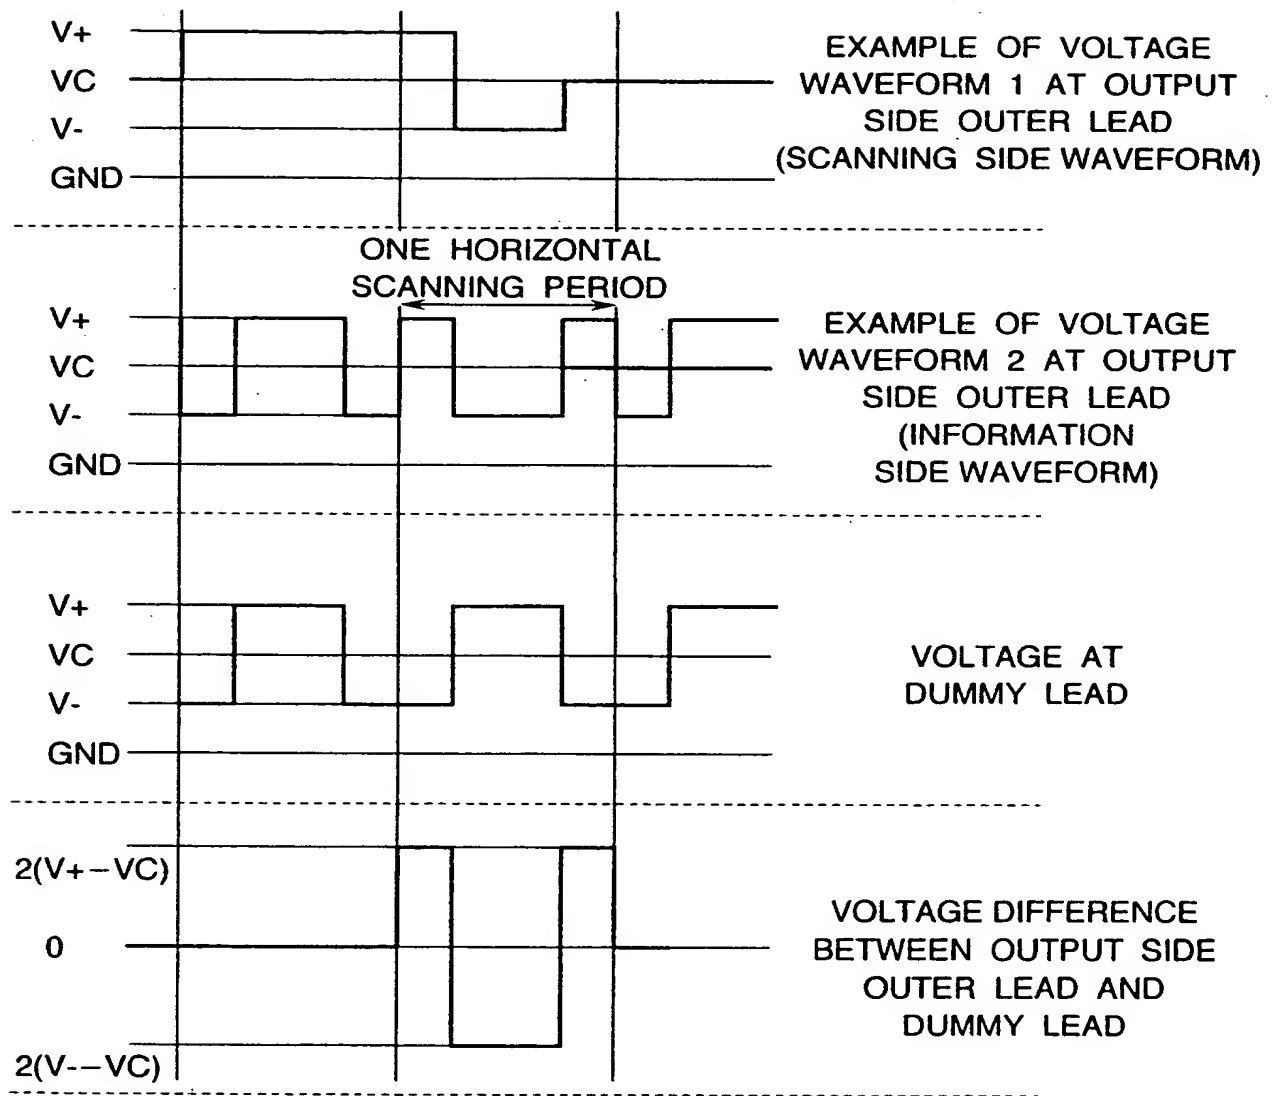 V+
VC
V-
GND
EXAMPLE OF VOLTAGE
WAVEFORM 1 AT OUTPUT
SIDE OUTER LEAD
(SCANNING SIDE WAVEFORM)
ONE HORIZONTAL
SCANNING PERIOD
V+
VC
V-
GND
EXAMPLE OF VOLTAGE
WAVEFORM 2 AT OUTPUT
SIDE OUTER LEAD
(INFORMATION
SIDE WAVEFORM)
V+
VC
V-
GND
VOLTAGE AT
DUMMY LEAD
2(V+−VC)
0
2(V-−VC)
VOLTAGE DIFFERENCE
BETWEEN OUTPUT SIDE
OUTER LEAD AND
DUMMY LEAD